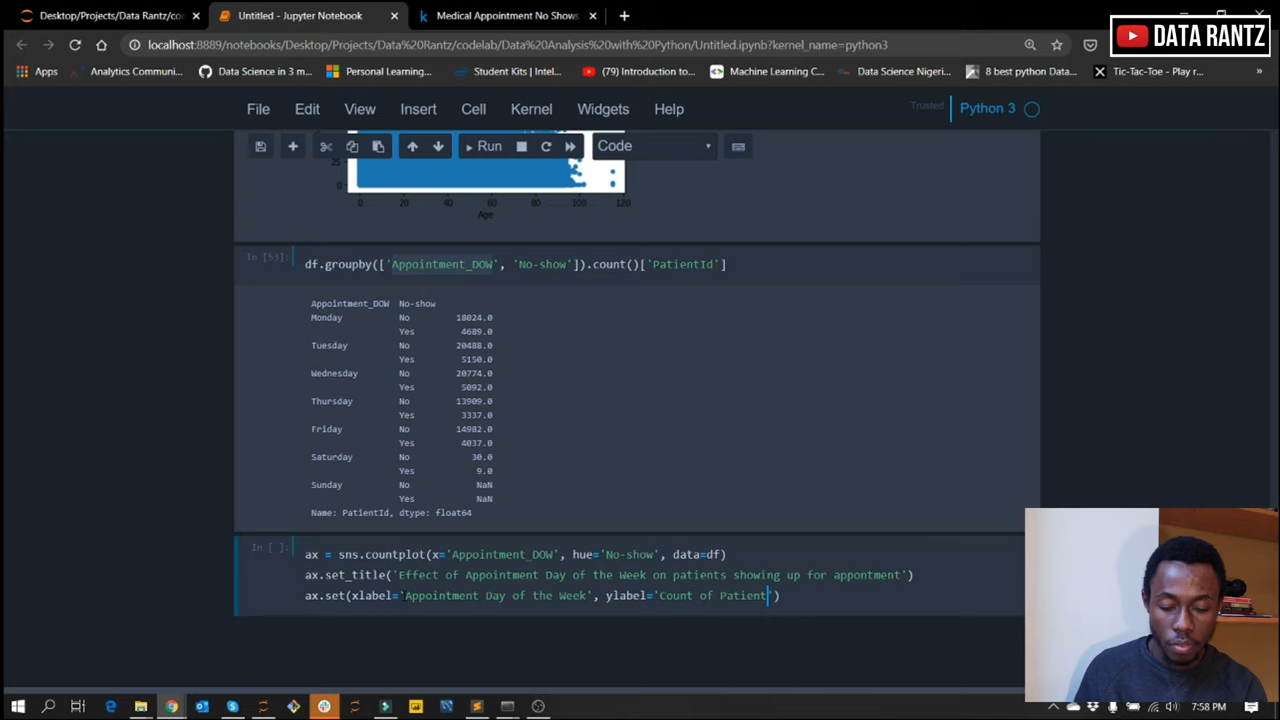 Desktop/Projects/Data Rantz/co
Untitled - Jupyter Notebook
Medical Appointment No Shows
DATA RANTZ
localhost:8889/notebooks/Desktop/Projects/Data%20Rantz/codelab/Data%20Analysis%20with%20Python/Untitled.ipynb?kernel_name=python3
Apps
Analytics Communi...
Data Science in 3 m...
Personal Learning...
Student Kits | Intel...
(79) Introduction to...
Machine Learning C...
Data Science Nigeri...
8 best python Data...
Tic-Tac-Toe - Play r...
File Edit View Insert Cell Kernel Widgets Help
Trusted
Python 3
Run
Code
25
0
0 20 40 60 80 100 120
Age
In [53]:
df.groupby(['Appointment_DOW', 'No-show']).count()['PatientId']
Appointment_DOW No-show
Monday No 18024.0
Yes 4689.0
Tuesday No 20488.0
Yes 5150.0
Wednesday No 20774.0
Yes 5092.0
Thursday No 13909.0
Yes 3337.0
Friday No 14982.0
Yes 4037.0
Saturday No 30.0
Yes 9.0
Sunday No NaN
Yes NaN
Name: PatientId, dtype: float64
In [ ]:
ax = sns.countplot(x='Appointment_DOW', hue='No-show', data=df)
ax.set_title('Effect of Appointment Day of the Week on patients showing up for appontment')
ax.set(xlabel='Appointment Day of the Week', ylabel='Count of Patient')
7:58 PM